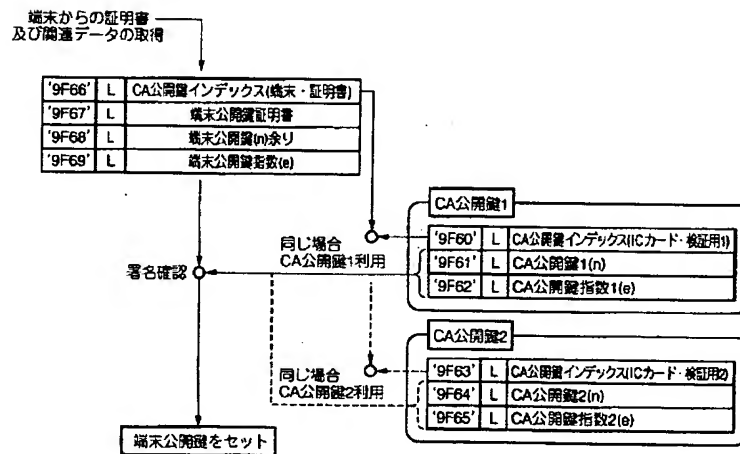 端末からの証明書
及び関連データの取得
'9F66' L CA公開鍵インデックス(端末・証明書)
'9F67' L 端末公開鍵証明書
'9F68' L 端末公開鍵(n)余り
'9F69' L 端末公開鍵指数(e)
CA公開鍵1
同じ場合
CA公開鍵1利用
'9F60' L CA公開鍵インデックス(ICカード・検証用1)
'9F61' L CA公開鍵1(n)
'9F62' L CA公開鍵指数1(e)
署名確認
CA公開鍵2
同じ場合
CA公開鍵2利用
'9F63' L CA公開鍵インデックス(ICカード・検証用2)
'9F64' L CA公開鍵2(n)
'9F65' L CA公開鍵指数2(e)
端末公開鍵をセット